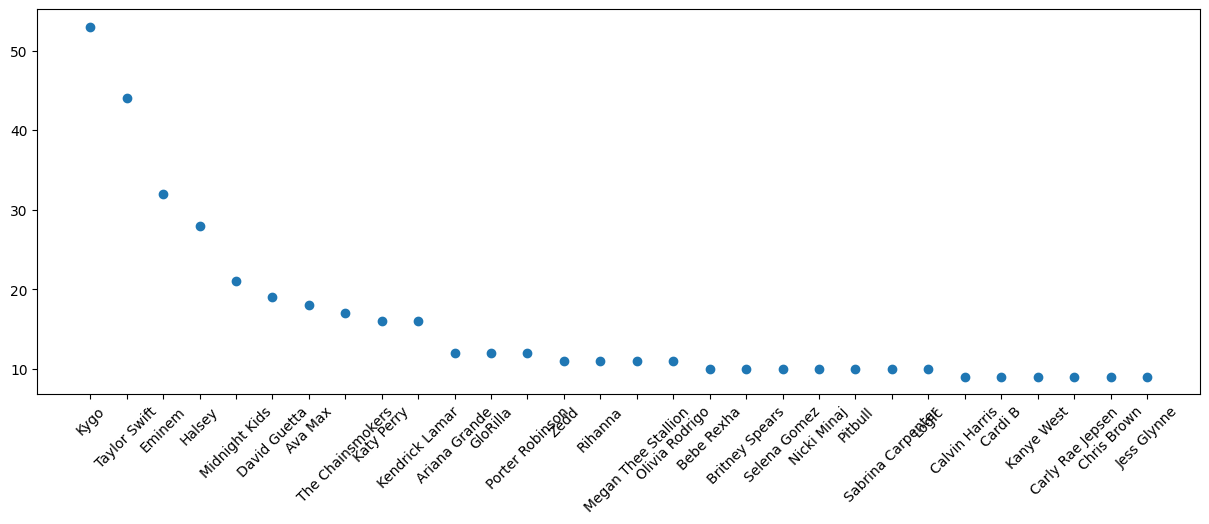 50
40
30
20
10
Kygo
Taylor Swift
Eminem
Halsey
Midnight Kids
David Guetta
Ava Max
The Chainsmokers
Katy Perry
Kendrick Lamar
Ariana Grande
GloRilla
Porter Robinson
Zedd
Rihanna
Megan Thee Stallion
Olivia Rodrigo
Bebe Rexha
Britney Spears
Selena Gomez
Nicki Minaj
Pitbull
Sabrina Carpenter
Logic
Calvin Harris
Cardi B
Kanye West
Carly Rae Jepsen
Chris Brown
Jess Glynne